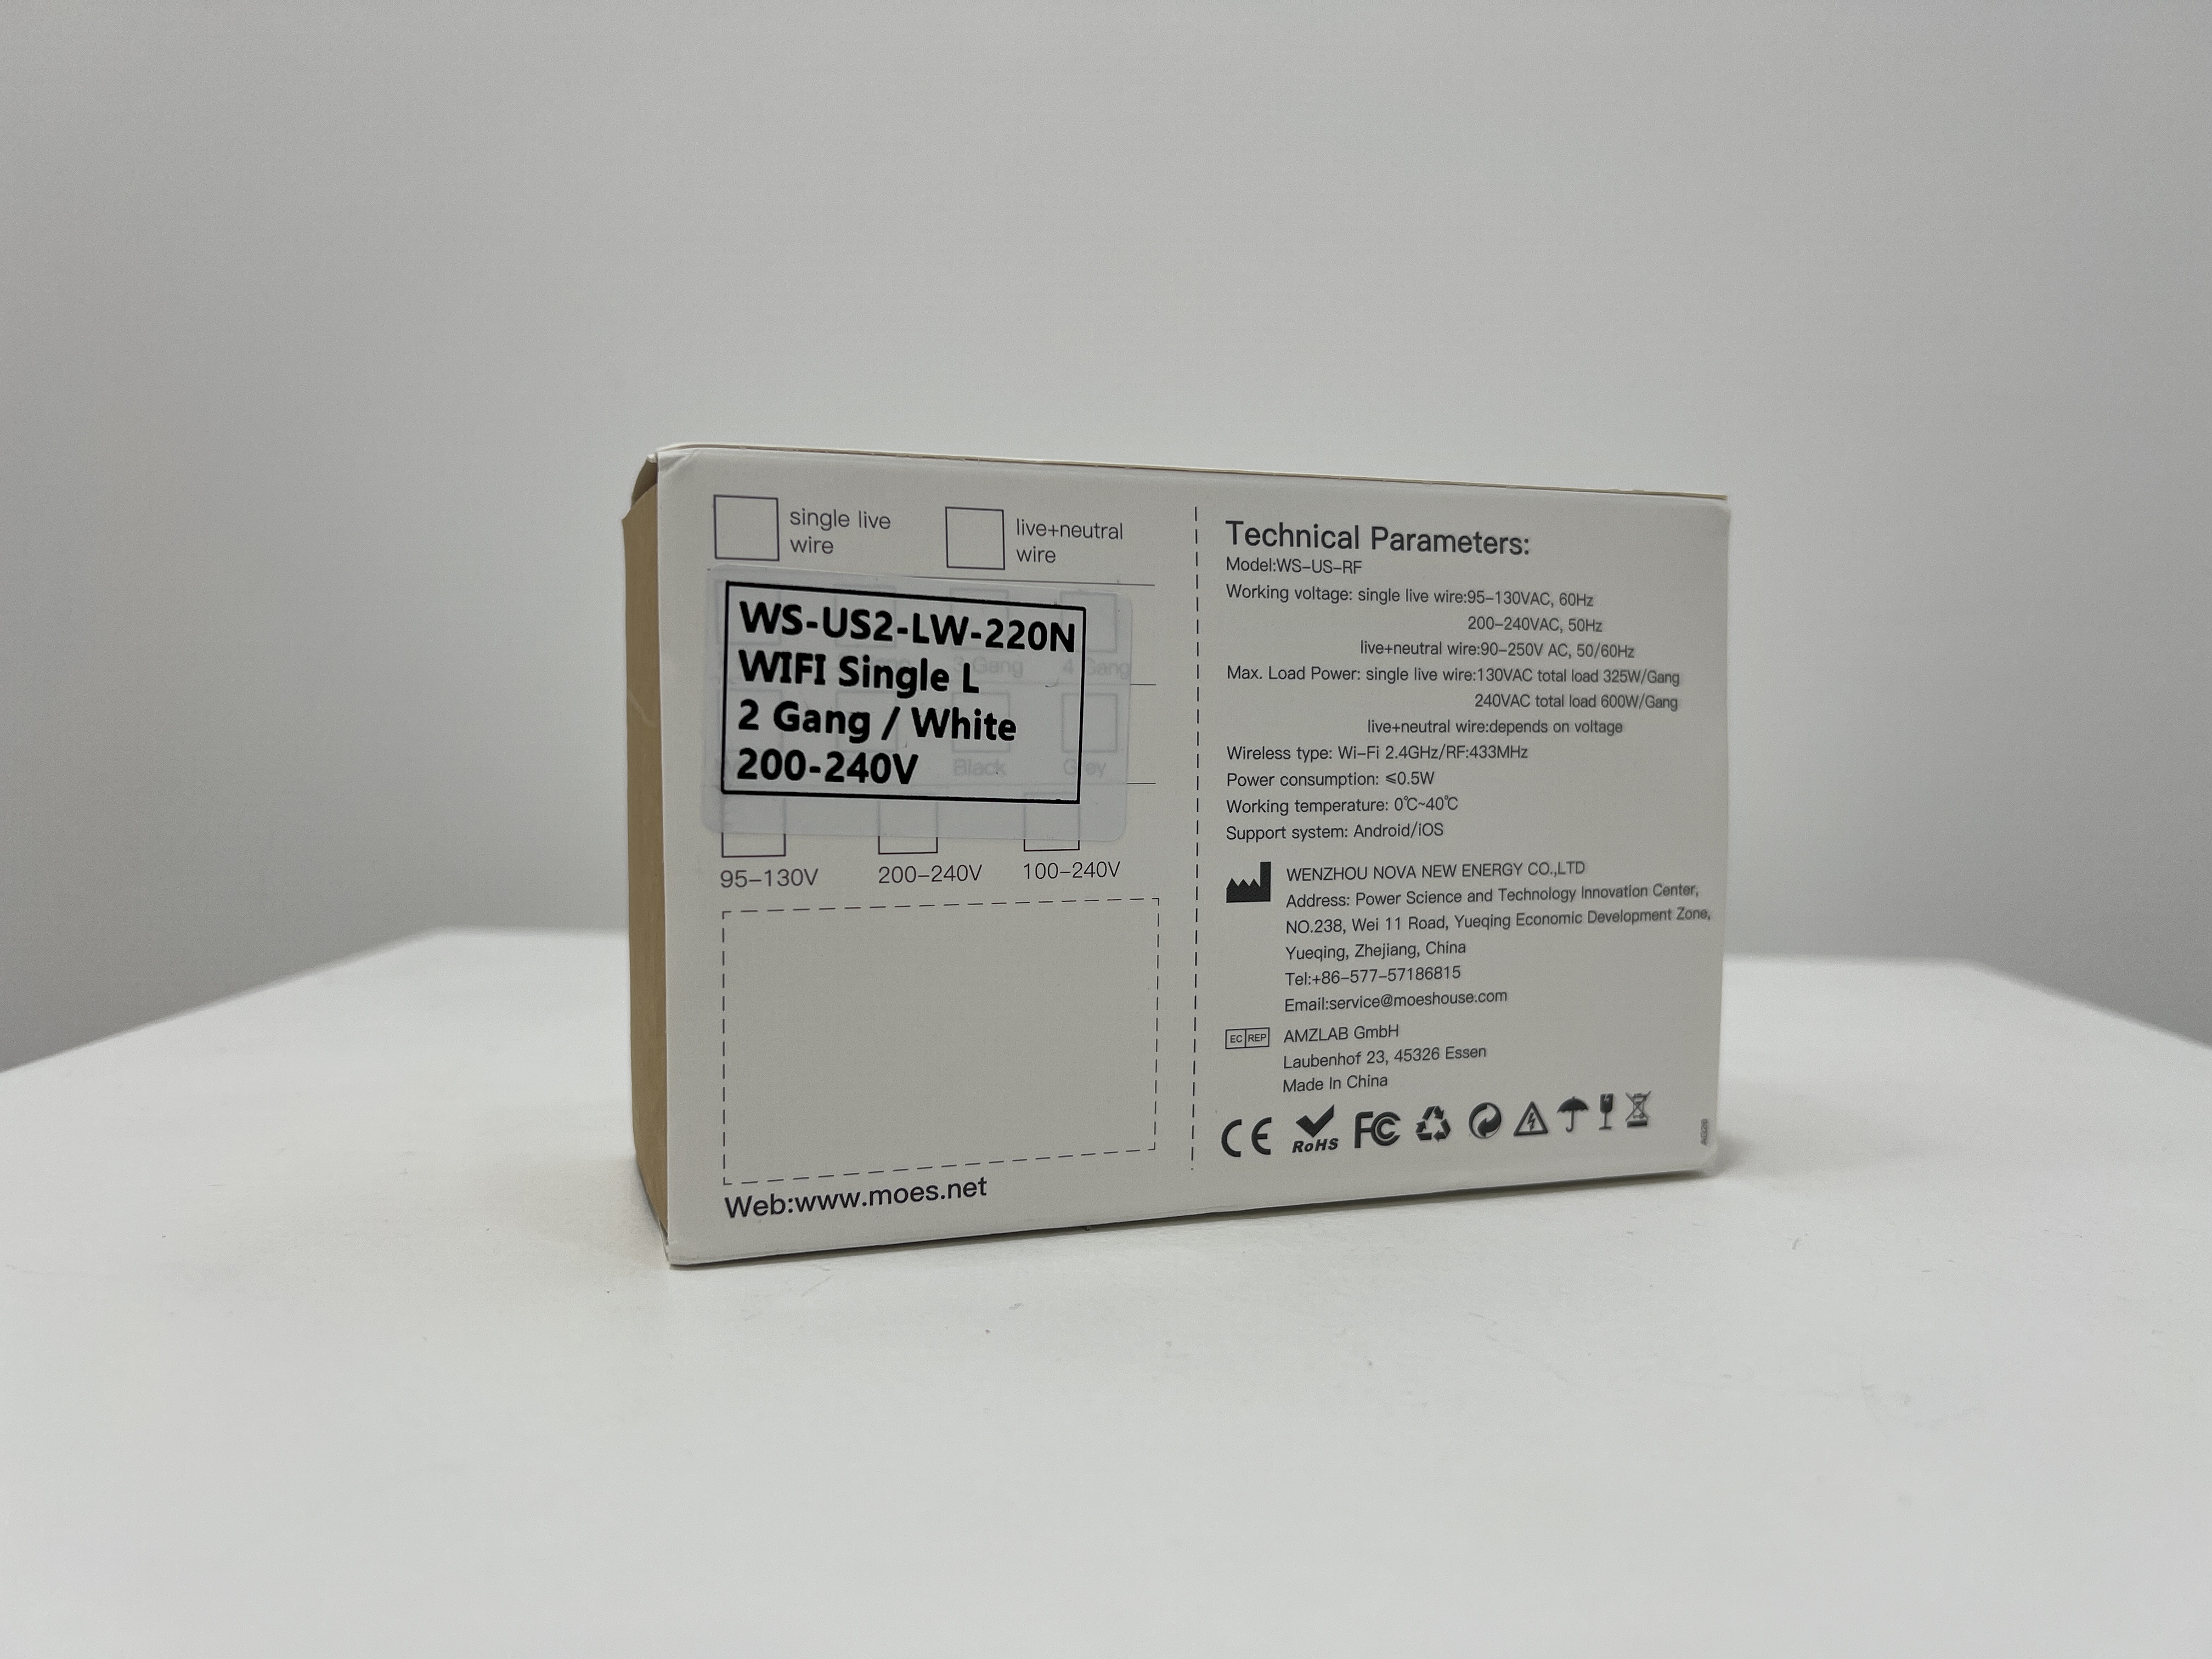 single live
wire
live+neutral
wire
WS-US2-LW-220N
WIFI Single L
2 Gang / White
200-240V
3 Gang
4 Gang
Black
Grey
95–130V
200–240V
100–240V
Web:www.moes.net
Technical Parameters:
Model:WS–US–RF
Working voltage: single live wire:95–130VAC, 60Hz
200–240VAC, 50Hz
live+neutral wire:90–250V AC, 50/60Hz
Max. Load Power: single live wire:130VAC total load 325W/Gang
240VAC total load 600W/Gang
live+neutral wire:depends on voltage
Wireless type: Wi–Fi 2.4GHz/RF:433MHz
Power consumption: ≤0.5W
Working temperature: 0℃~40℃
Support system: Android/iOS
WENZHOU NOVA NEW ENERGY CO.,LTD
Address: Power Science and Technology Innovation Center,
NO.238, Wei 11 Road, Yueqing Economic Development Zone,
Yueqing, Zhejiang, China
Tel:+86–577–57186815
Email:service@moeshouse.com
EC REP
AMZLAB GmbH
Laubenhof 23, 45326 Essen
Made In China
CE
RoHS
FC